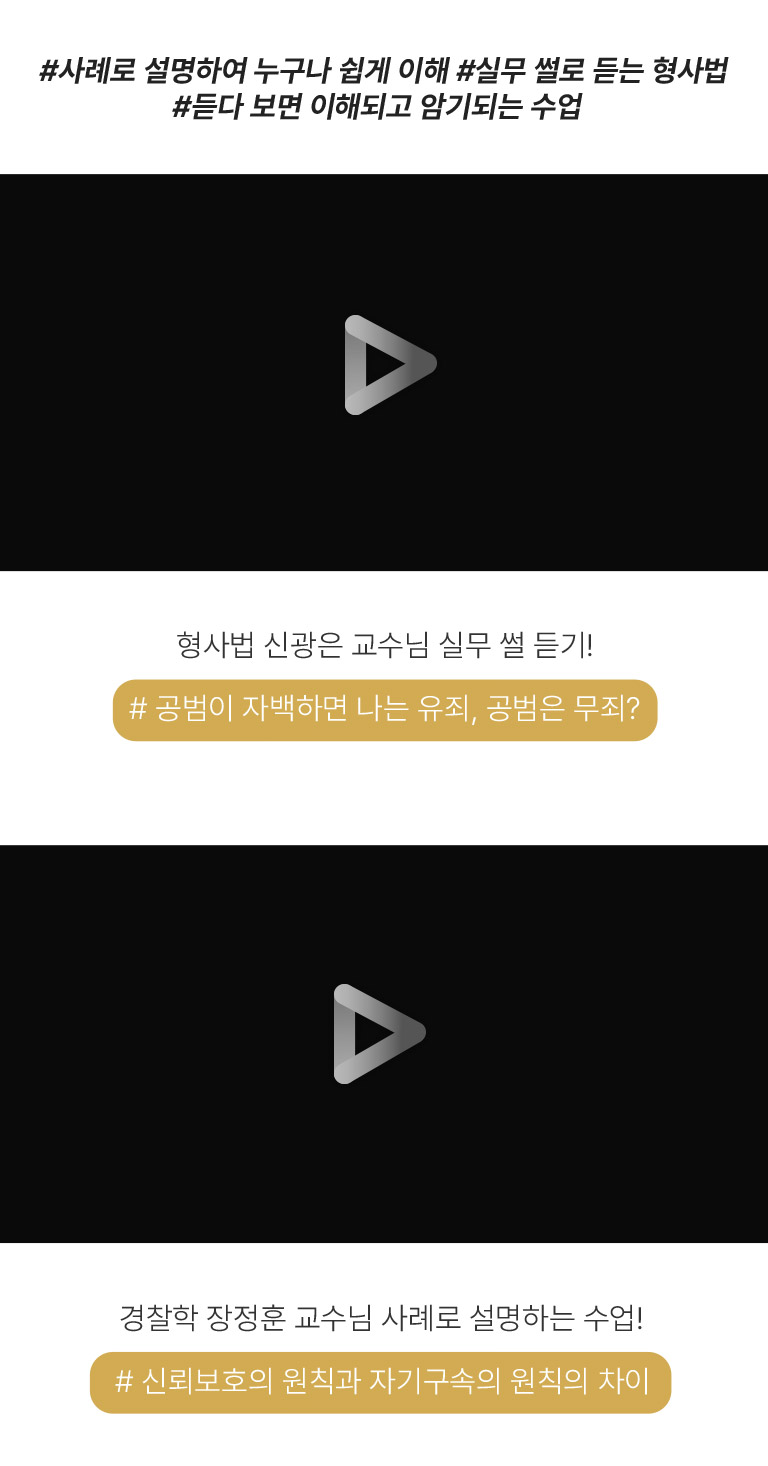 #사례로 설명하여 누구나 쉽게 이해 #실무 썰로 듣는 형사법
#듣다 보면 이해되고 암기되는 수업
형사법 신광은 교수님 실무 썰 듣기!
# 공범이 자백하면 나는 유죄, 공범은 무죄?
경찰학 장정훈 교수님 사례로 설명하는 수업!
# 신뢰보호의 원칙과 자기구속의 원칙의 차이